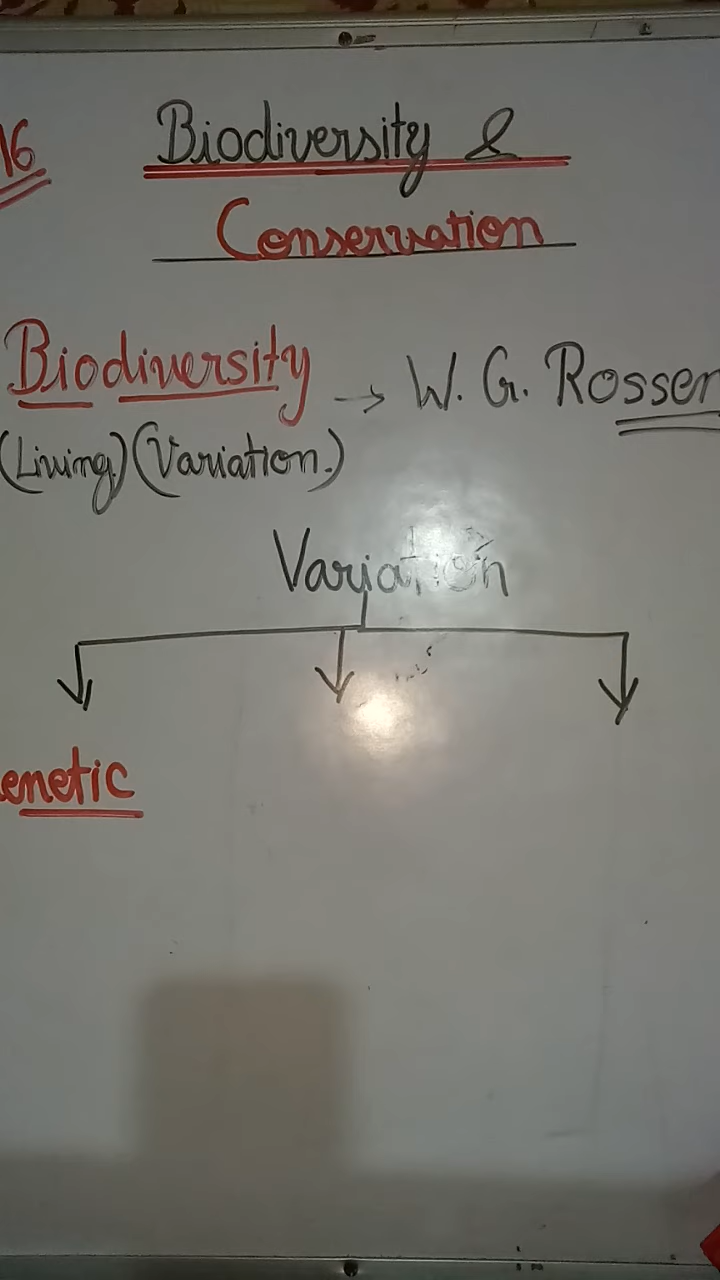 16
Biodiversity &
Conservation
Biodiversity → W. G. Rosser
(Living) (Variation.)
Variation
enetic